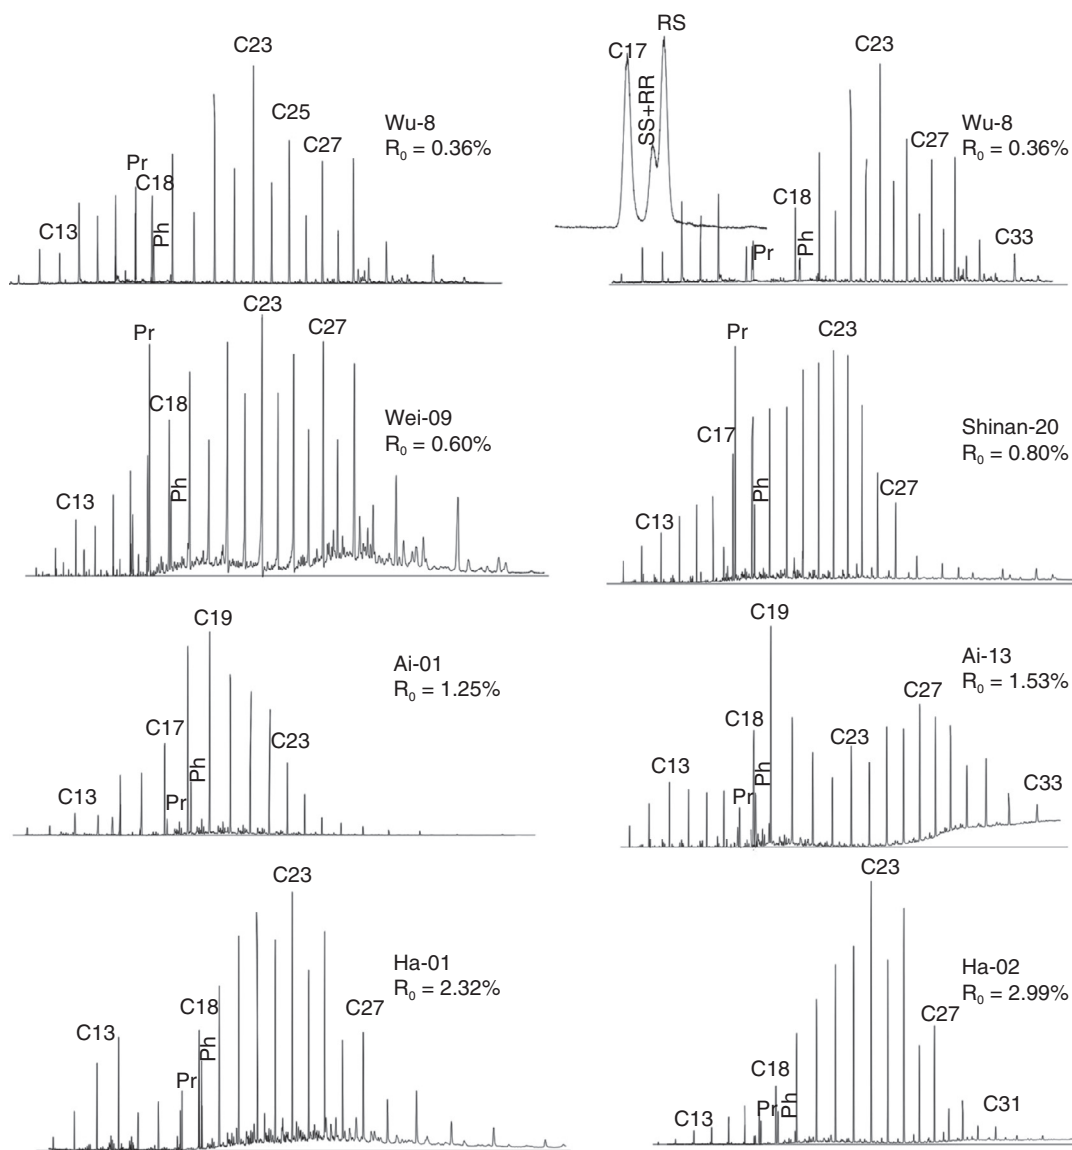 C23
C25
C27
Pr
C18
C13
Ph
Wu-8
R0 = 0.36%
RS
C17
SS+RR
C23
C27
C18
Pr
Ph
C33
Wu-8
R0 = 0.36%
C23
C27
Pr
C18
C13
Ph
Wei-09
R0 = 0.60%
Pr
C23
C17
C27
C13
Ph
Shinan-20
R0 = 0.80%
C19
C17
C23
C13
Pr
Ph
Ai-01
R0 = 1.25%
C19
C27
C18
C23
C13
Pr
Ph
C33
Ai-13
R0 = 1.53%
C23
C18
C27
C13
Pr
Ph
Ha-01
R0 = 2.32%
C23
C27
C18
C13
Pr
Ph
C31
Ha-02
R0 = 2.99%